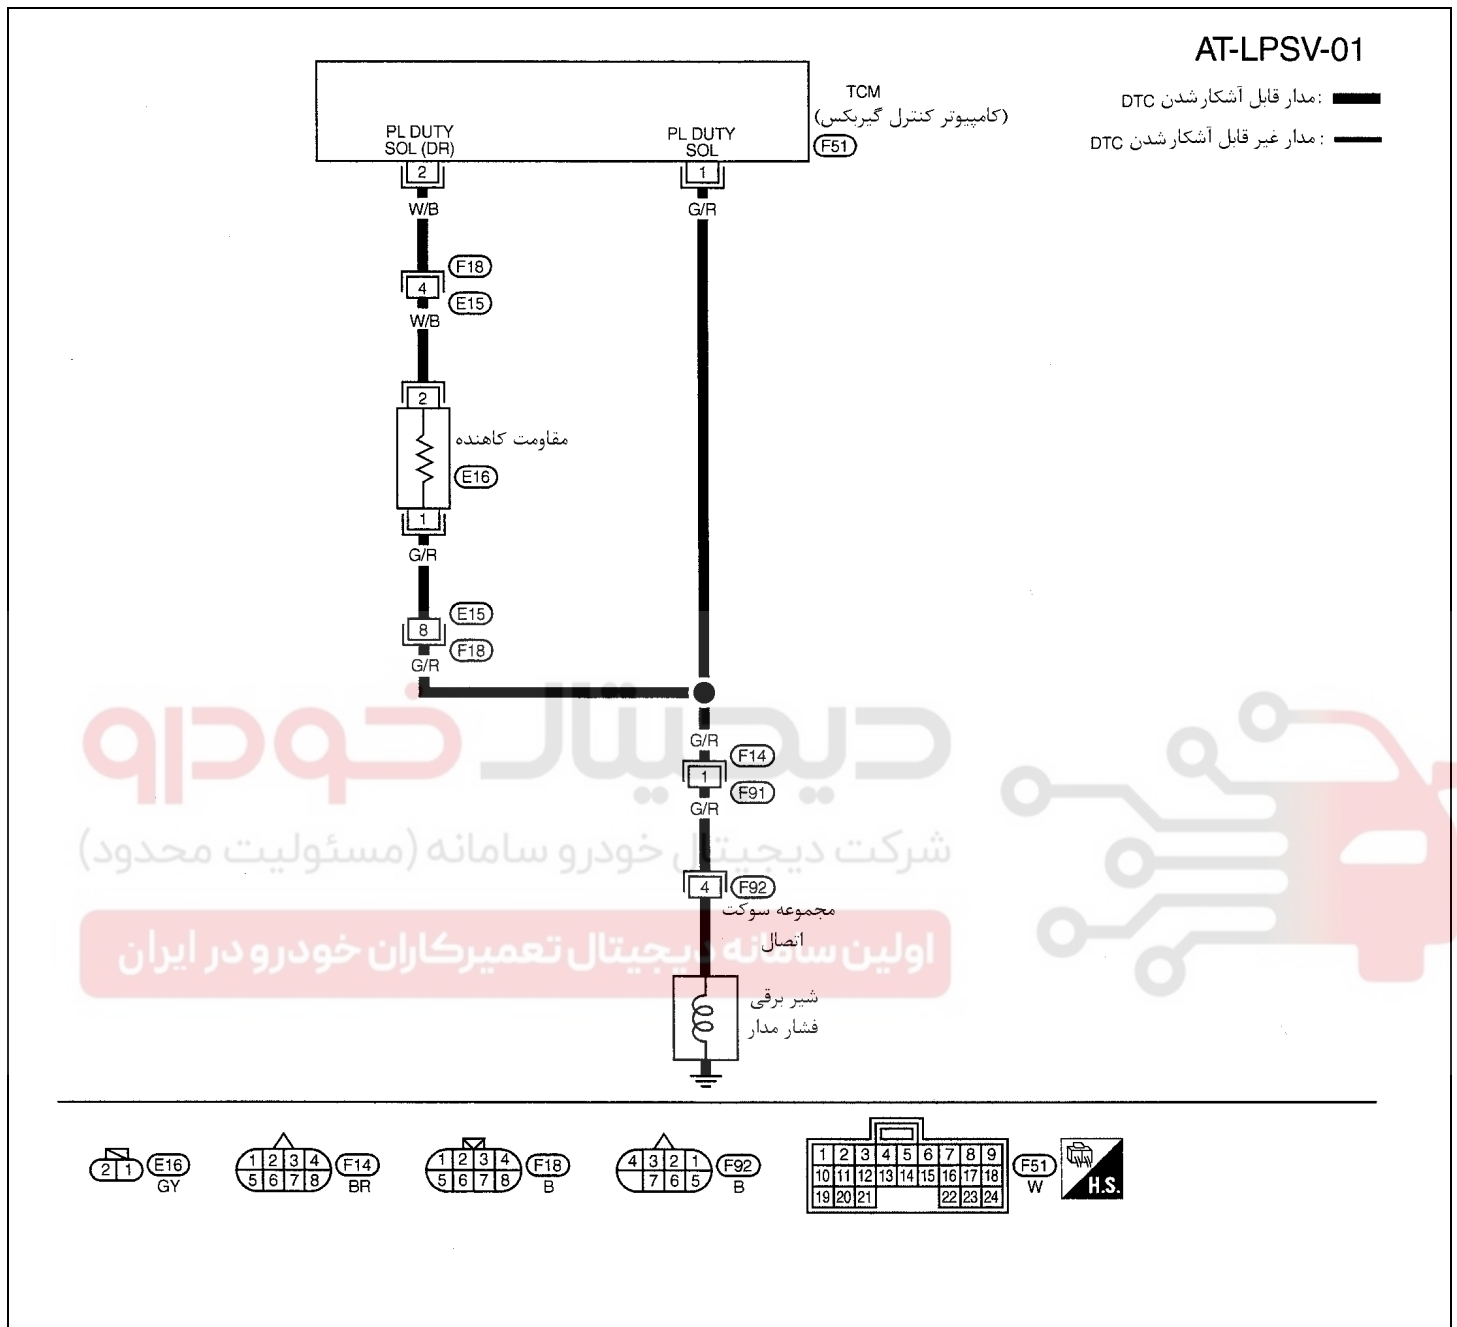 AT-LPSV-01
: مدار قابل آشکار شدن DTC
: مدار غیر قابل آشکار شدن DTC
TCM
(کامپیوتر کنترل گیربکس)
F51
PL DUTY
SOL (DR)
PL DUTY
SOL
2
1
W/B
G/R
F18
4
E15
W/B
2
مقاومت کاهنده
E16
1
G/R
E15
8
F18
G/R
G/R
F14
1
F91
G/R
4
F92
مجموعه سوکت
اتصال
شیر برقی
فشار مدار
دیجیتال خودرو
شرکت دیجیتال خودرو سامانه (مسئولیت محدود)
اولین سامانه دیجیتال تعمیرکاران خودرو در ایران
2 1
E16
GY
1 2 3 4
5 6 7 8
F14
BR
1 2 3 4
5 6 7 8
F18
B
4 3 2 1
7 6 5
F92
B
1 2 3 4 5 6 7 8 9
10 11 12 13 14 15 16 17 18
19 20 21 22 23 24
F51
W
H.S.